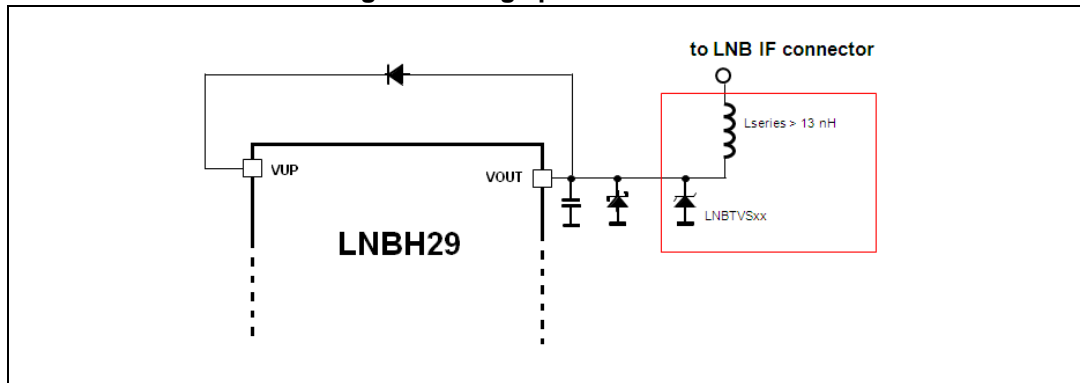 to LNB IF connector
Lseries > 13 nH
VUP
VOUT
LNBTVSxx
LNBH29